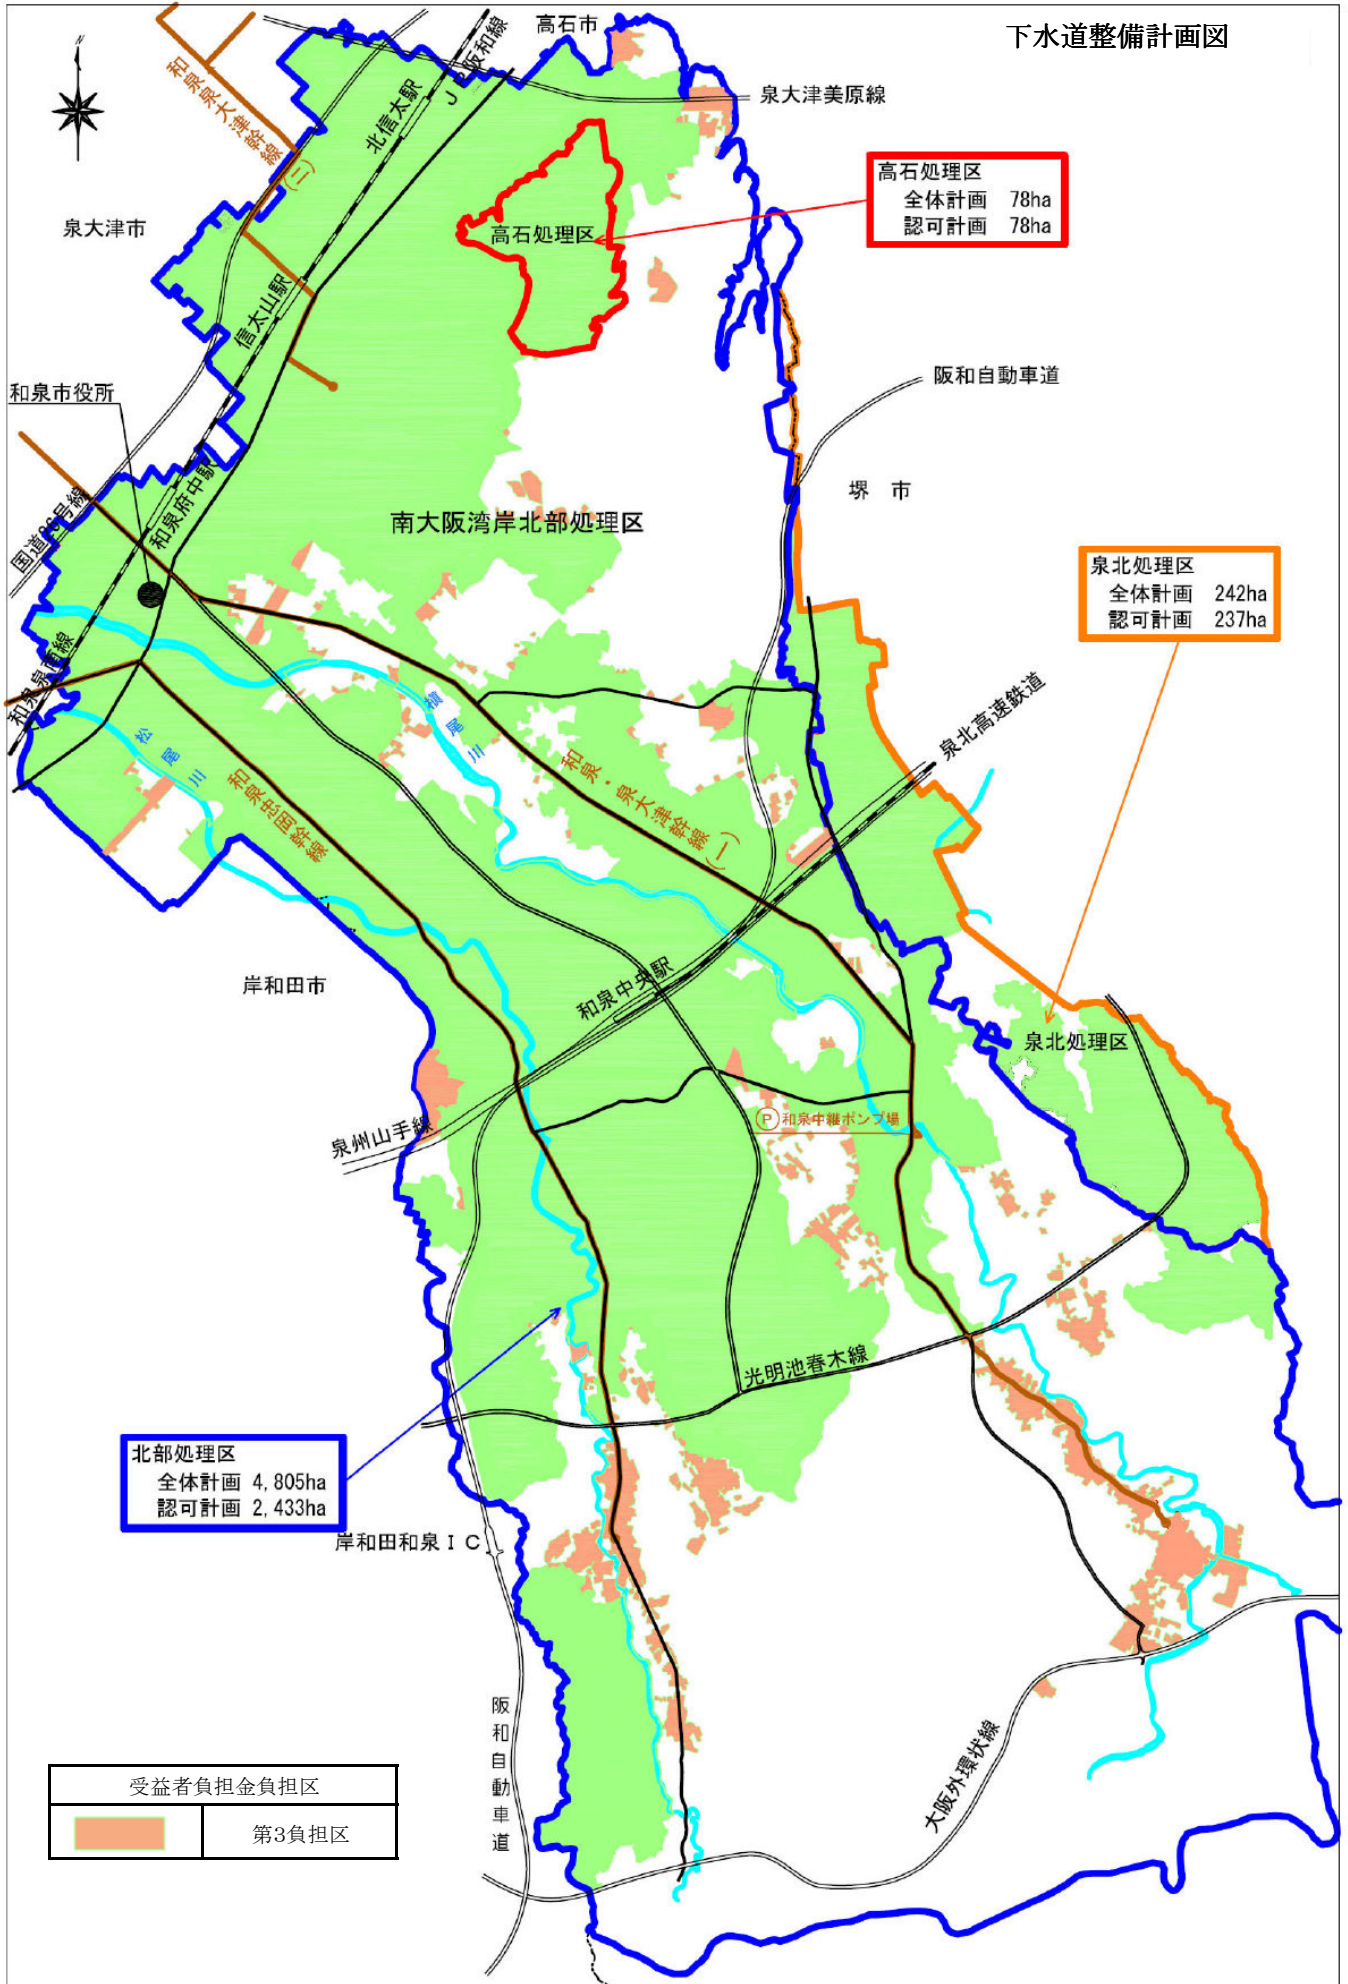 下水道整備計画図
高石市
N
JR阪和線
北信太駅
和泉泉大津幹線(二)
泉大津美原線
高石処理区
全体計画 78ha
認可計画 78ha
泉大津市
高石処理区
信太山駅
阪和自動車道
和泉市役所
堺 市
和泉府中駅
国道26号線
南大阪湾岸北部処理区
泉北処理区
全体計画 242ha
認可計画 237ha
和泉泉南線
松尾川
槇尾川
和泉忠岡幹線
和泉・泉大津幹線(一)
泉北高速鉄道
岸和田市
和泉中央駅
泉北処理区
P 和泉中継ポンプ場
泉州山手線
光明池春木線
北部処理区
全体計画 4,805ha
認可計画 2,433ha
岸和田和泉IC
阪和自動車道
大阪外環状線
受益者負担金負担区
第3負担区